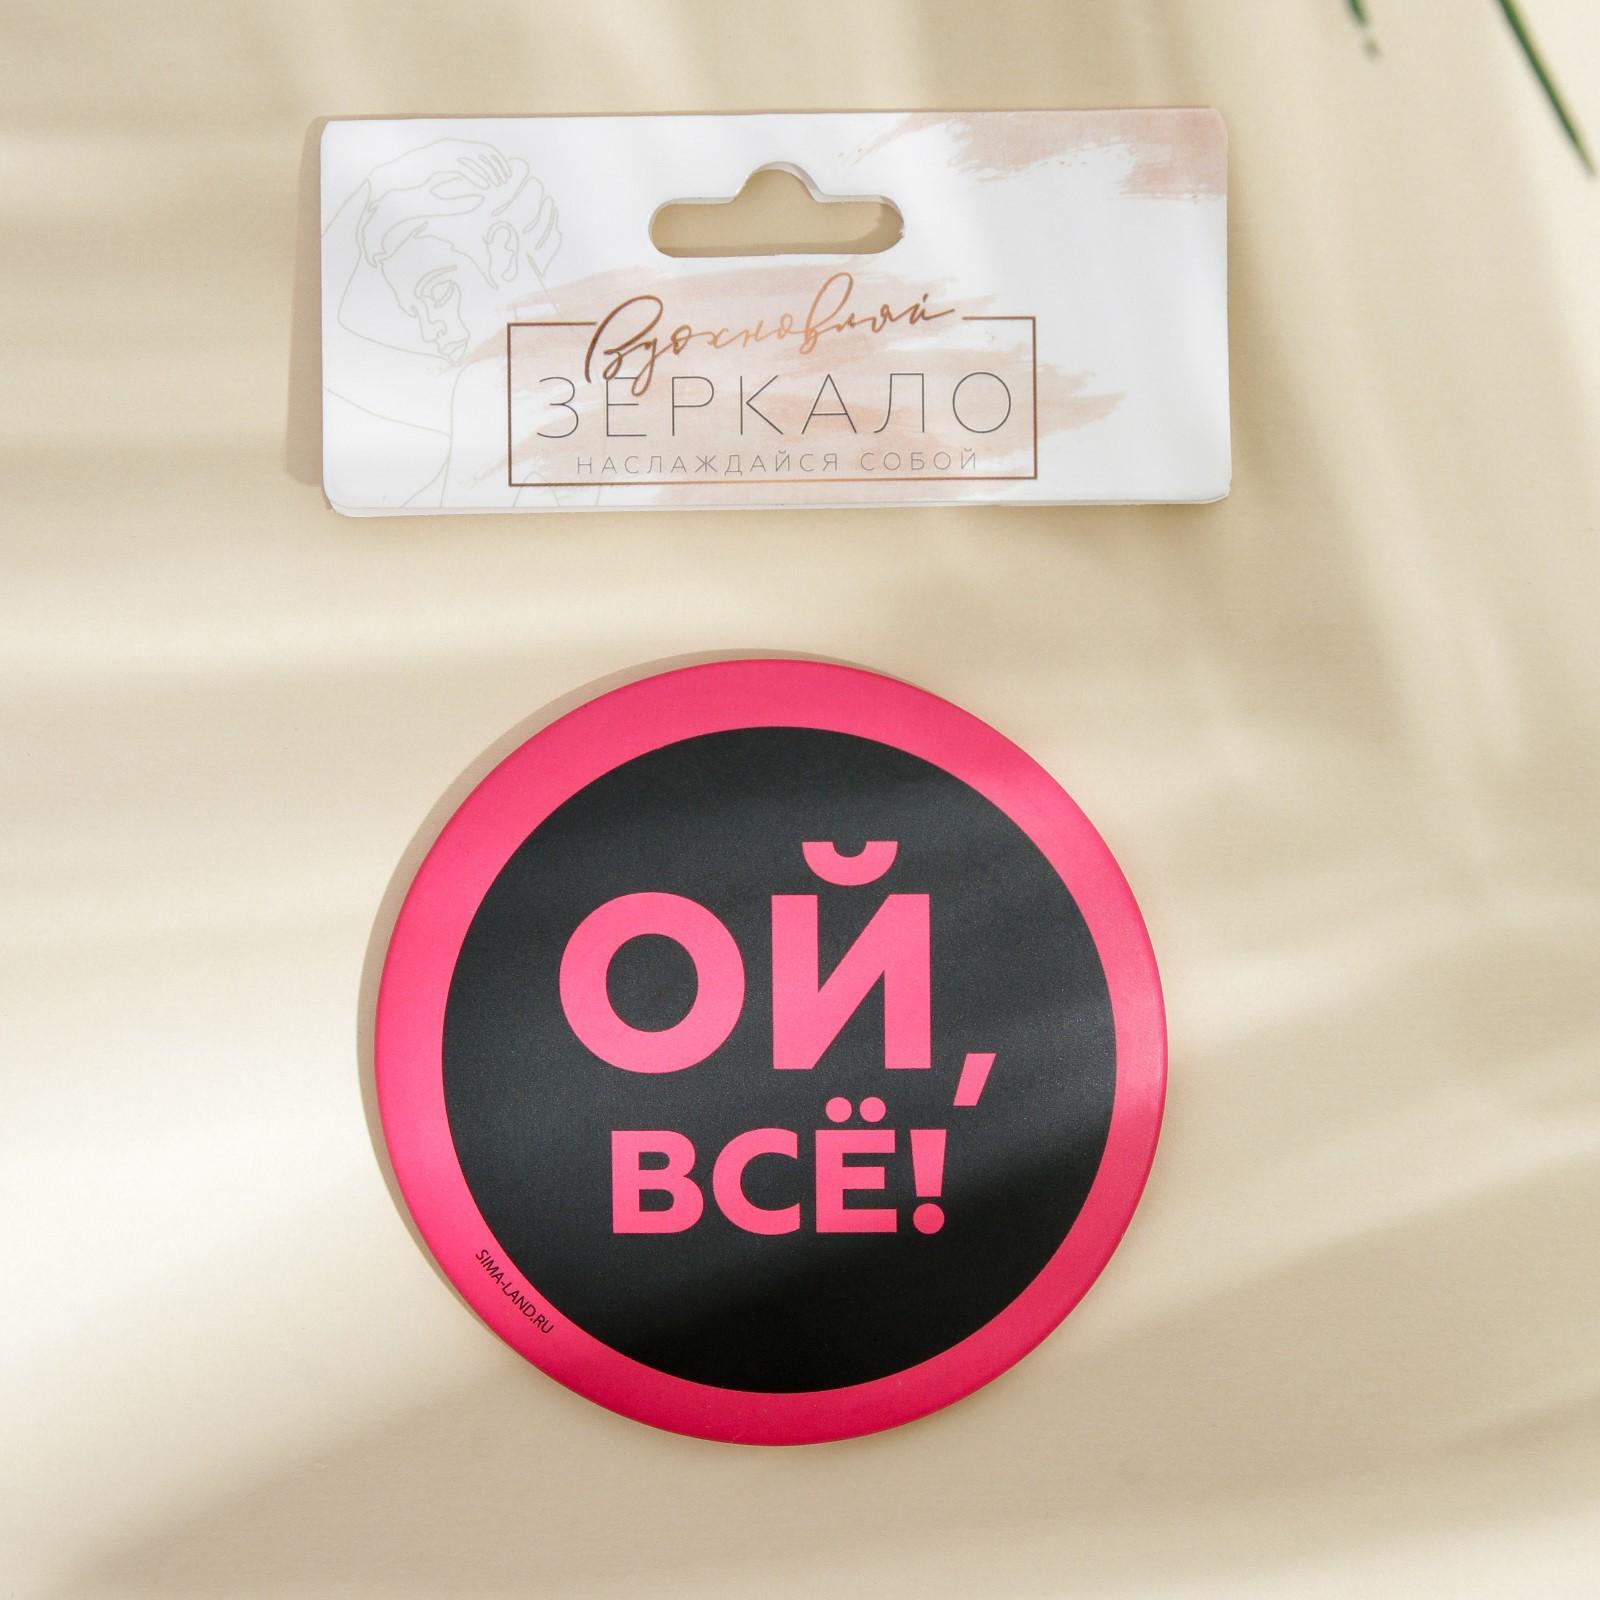 Вдохновляй
ЗЕРКАЛО
НАСЛАЖДАЙСЯ СОБОЙ
ОЙ,
ВСЁ!
SIMA-LAND.RU